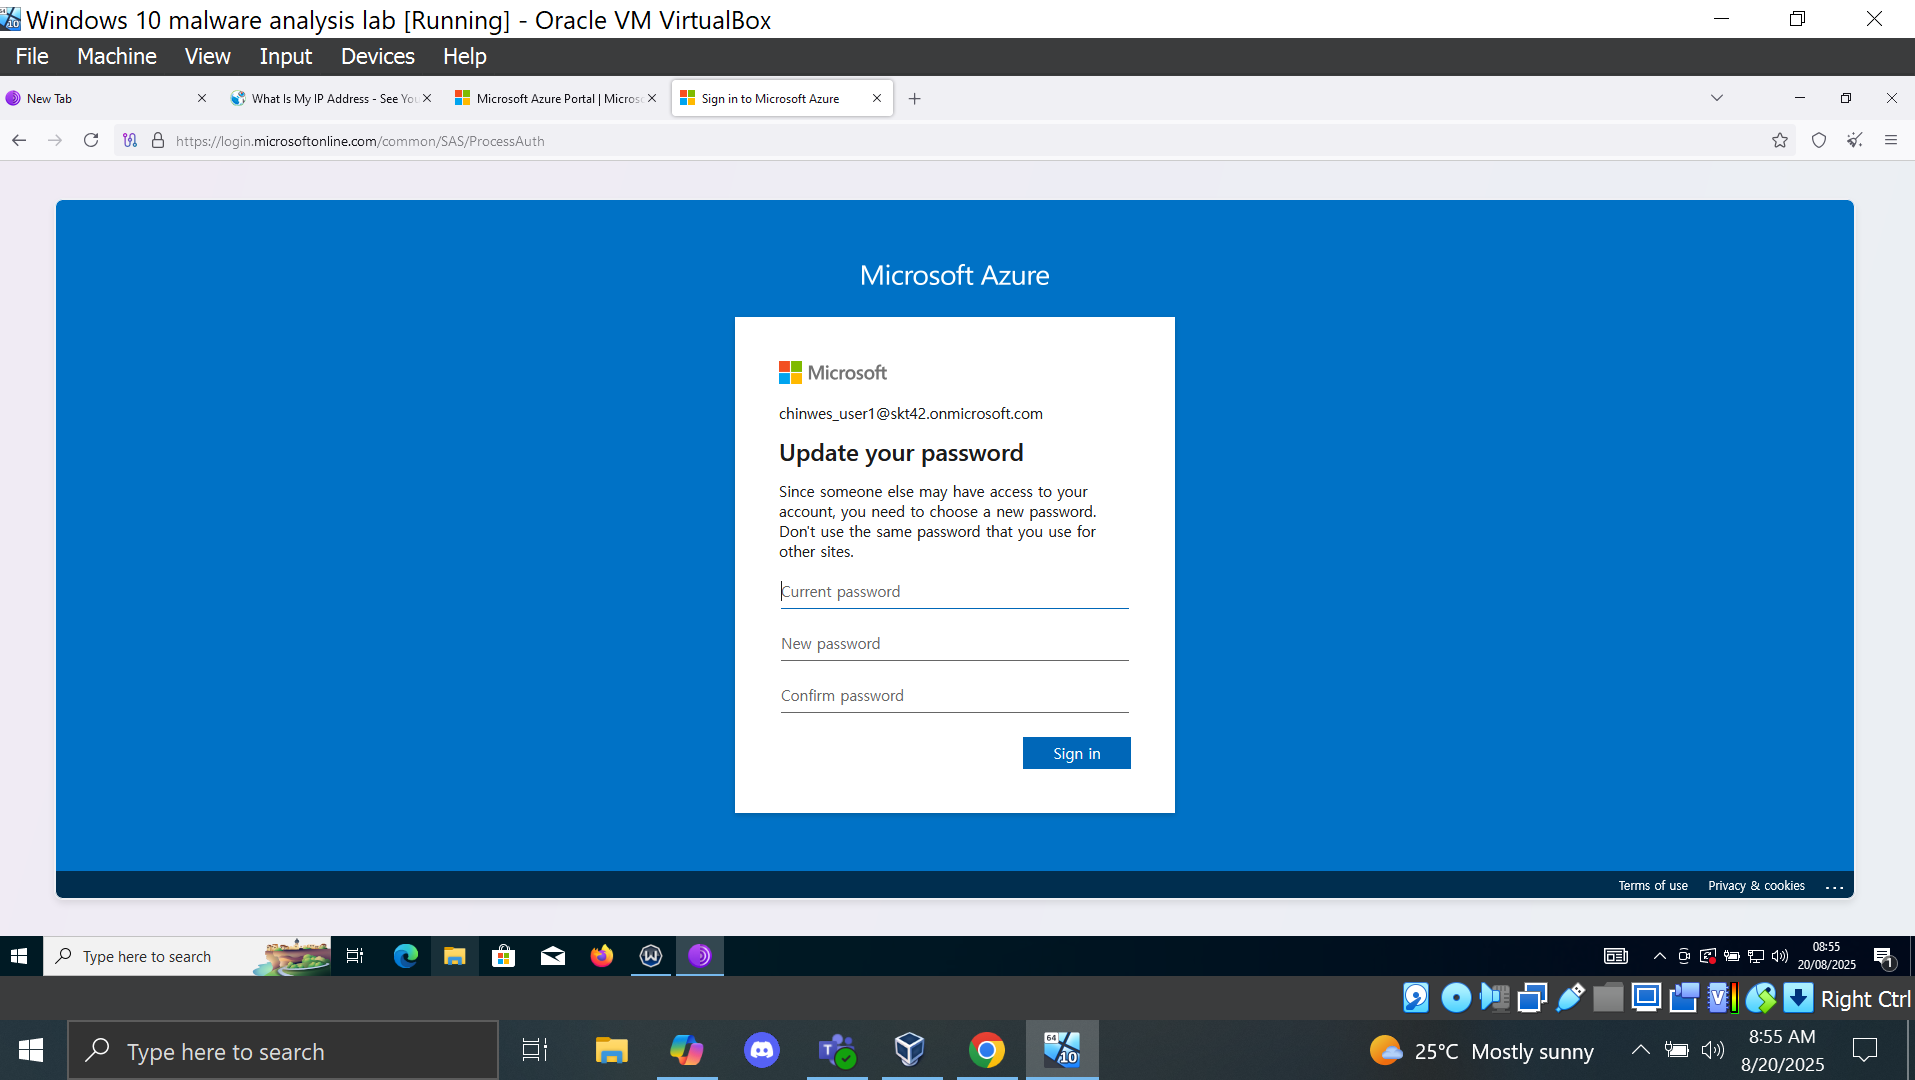 Windows 10 malware analysis lab [Running] - Oracle VM VirtualBox
File Machine View Input Devices Help
New Tab
What Is My IP Address - See You
Microsoft Azure Portal | Micros
Sign in to Microsoft Azure
https://login.microsoftonline.com/common/SAS/ProcessAuth
Microsoft Azure
Microsoft
chinwes_user1@skt42.onmicrosoft.com
Update your password
Since someone else may have access to your
account, you need to choose a new password.
Don't use the same password that you use for
other sites.
Current password
New password
Confirm password
Sign in
Terms of use Privacy & cookies ...
Type here to search
08:55
20/08/2025
1
Right Ctrl
Type here to search
64
10
25°C Mostly sunny
8:55 AM
8/20/2025